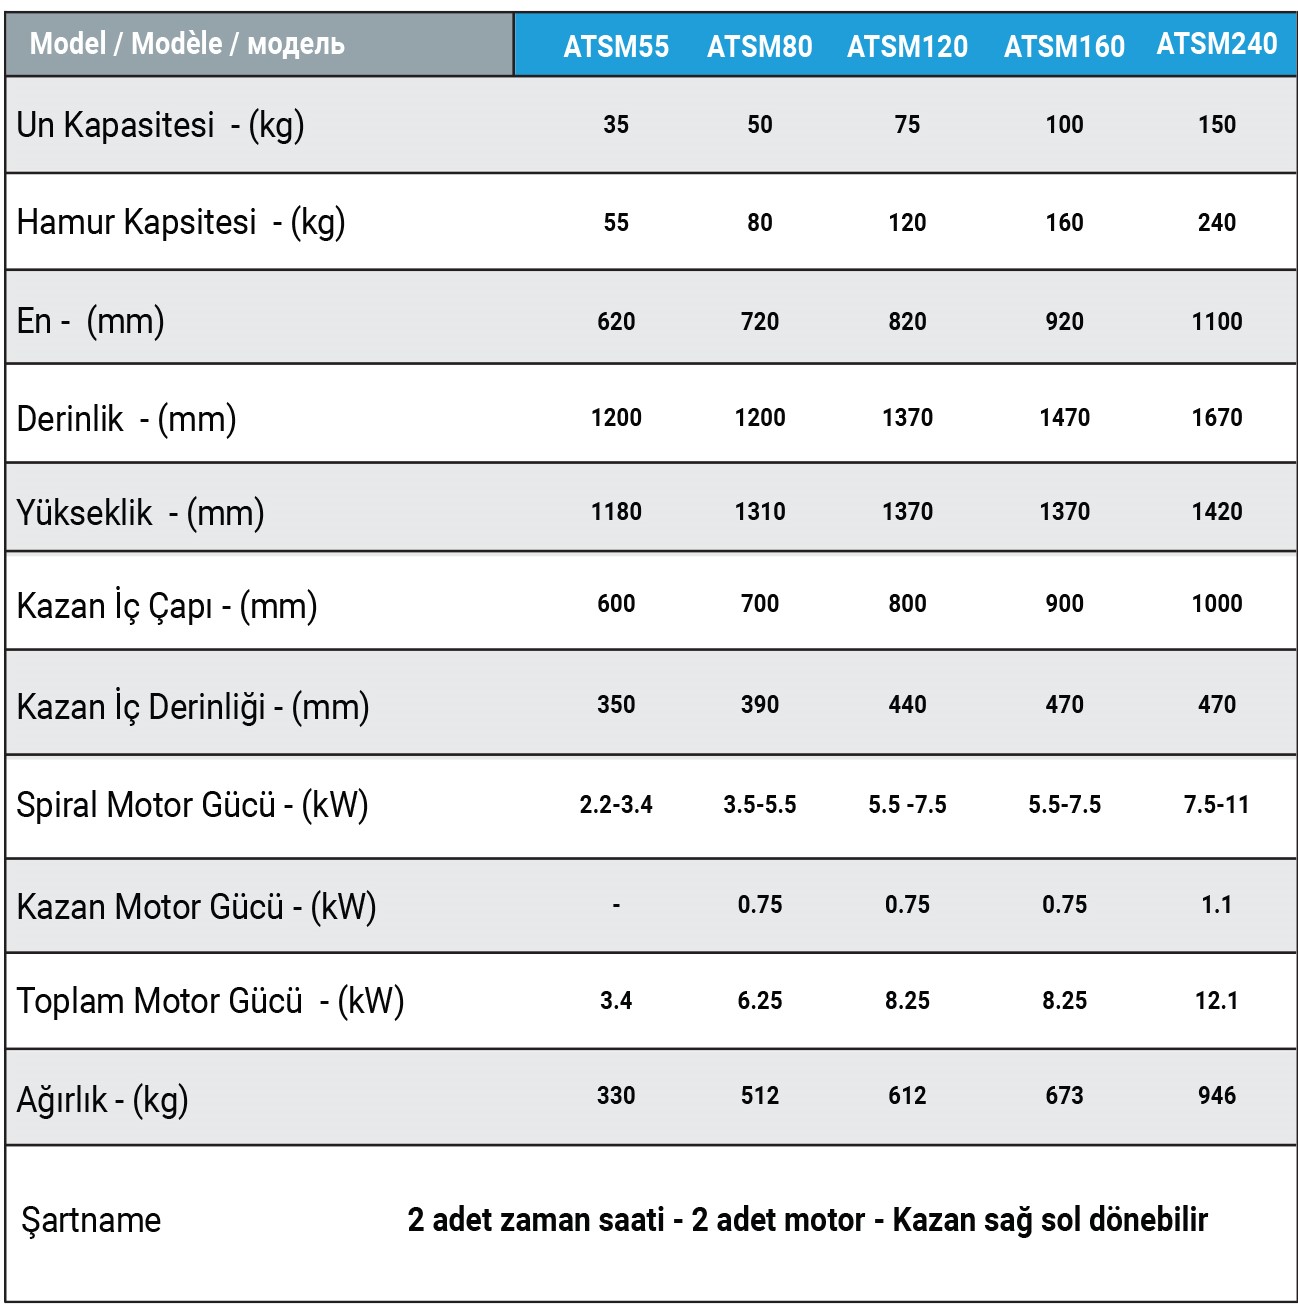 Model / Modèle / модель ATSM55 ATSM80 ATSM120 ATSM160 ATSM240
Un Kapasitesi - (kg) 35 50 75 100 150
Hamur Kapsitesi - (kg) 55 80 120 160 240
En - (mm) 620 720 820 920 1100
Derinlik - (mm) 1200 1200 1370 1470 1670
Yükseklik - (mm) 1180 1310 1370 1370 1420
Kazan İç Çapı - (mm) 600 700 800 900 1000
Kazan İç Derinliği - (mm) 350 390 440 470 470
Spiral Motor Gücü - (kW) 2.2-3.4 3.5-5.5 5.5 -7.5 5.5-7.5 7.5-11
Kazan Motor Gücü - (kW) - 0.75 0.75 0.75 1.1
Toplam Motor Gücü - (kW) 3.4 6.25 8.25 8.25 12.1
Ağırlık - (kg) 330 512 612 673 946
Şartname 2 adet zaman saati - 2 adet motor - Kazan sağ sol dönebilir